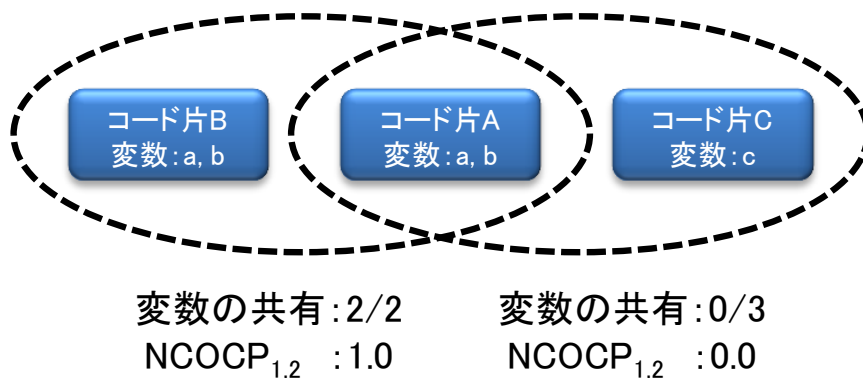 コード片B
変数:a, b
コード片A
変数:a, b
コード片C
変数:c
変数の共有:2/2
NCOCP1.2 :1.0
変数の共有:0/3
NCOCP1.2 :0.0